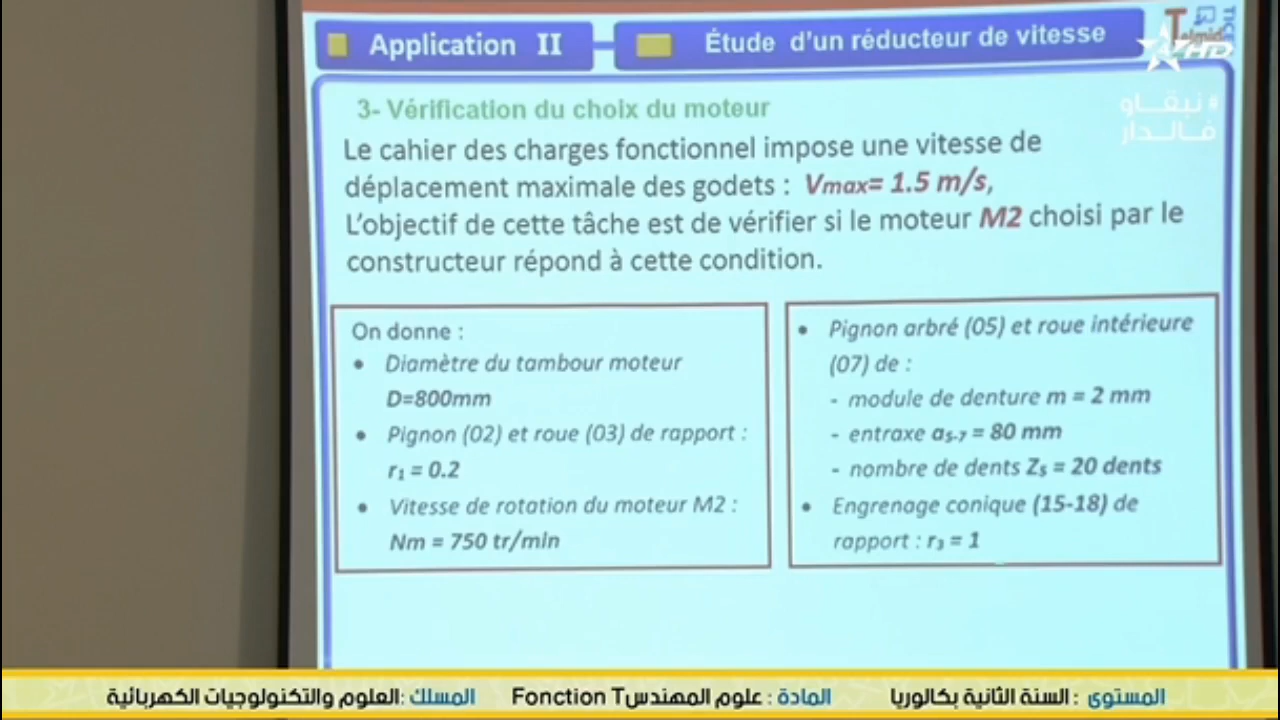 Application II
Étude d'un réducteur de vitesse
HD
# نبقاو
فالدار
3- Vérification du choix du moteur
Le cahier des charges fonctionnel impose une vitesse de
déplacement maximale des godets : Vmax= 1.5 m/s,
L'objectif de cette tâche est de vérifier si le moteur M2 choisi par le
constructeur répond à cette condition.
On donne :
• Diamètre du tambour moteur
D=800mm
• Pignon (02) et roue (03) de rapport :
r₁ = 0.2
• Vitesse de rotation du moteur M2 :
Nm = 750 tr/min
• Pignon arbré (05) et roue intérieure
(07) de :
- module de denture m = 2 mm
- entraxe a₅₋₇ = 80 mm
- nombre de dents Z₅ = 20 dents
• Engrenage conique (15-18) de
rapport : r₃ = 1
المستوى : السنة الثانية بكالوريا المادة : علوم المهندس Fonction T المسلك :العلوم والتكنولوجيات الكهربائية